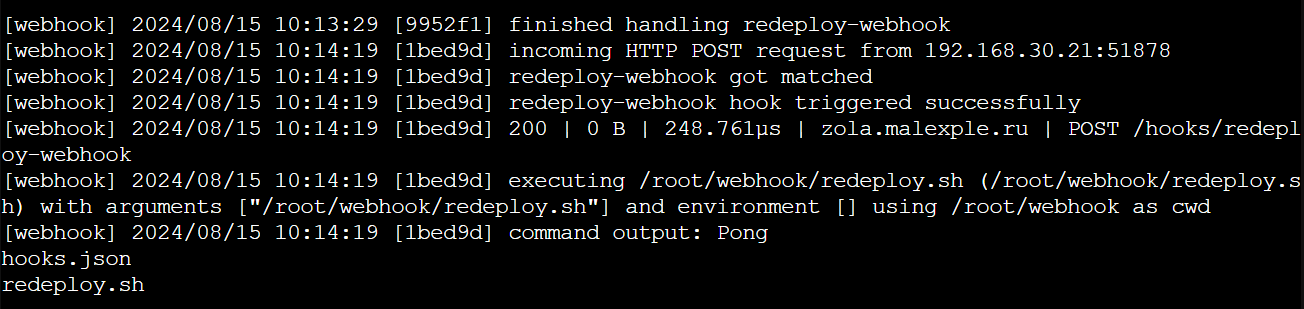 [webhook] 2024/08/15 10:13:29 [9952f1] finished handling redeploy-webhook
[webhook] 2024/08/15 10:14:19 [1bed9d] incoming HTTP POST request from 192.168.30.21:51878
[webhook] 2024/08/15 10:14:19 [1bed9d] redeploy-webhook got matched
[webhook] 2024/08/15 10:14:19 [1bed9d] redeploy-webhook hook triggered successfully
[webhook] 2024/08/15 10:14:19 [1bed9d] 200 | 0 B | 248.761µs | zola.malexple.ru | POST /hooks/redepl
oy-webhook
[webhook] 2024/08/15 10:14:19 [1bed9d] executing /root/webhook/redeploy.sh (/root/webhook/redeploy.s
h) with arguments ["/root/webhook/redeploy.sh"] and environment [] using /root/webhook as cwd
[webhook] 2024/08/15 10:14:19 [1bed9d] command output: Pong
hooks.json
redeploy.sh